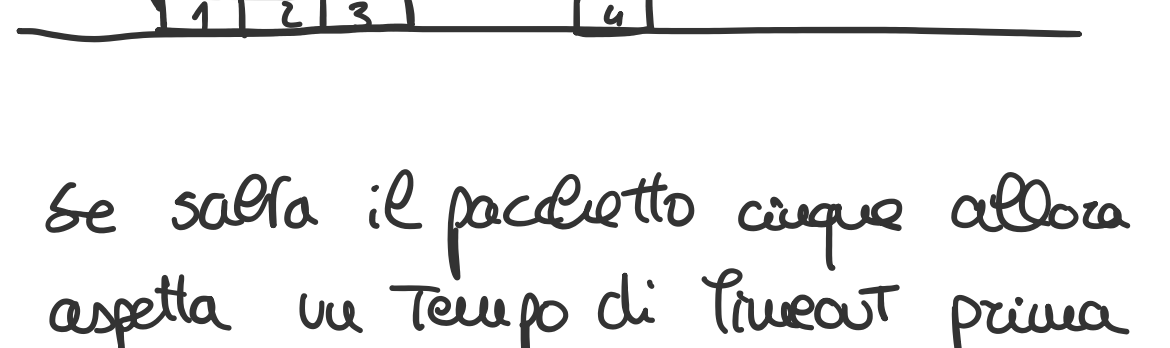 1 2 3 4
Se salta il pacchetto cinque allora
aspetta un Tempo di Timeout prima